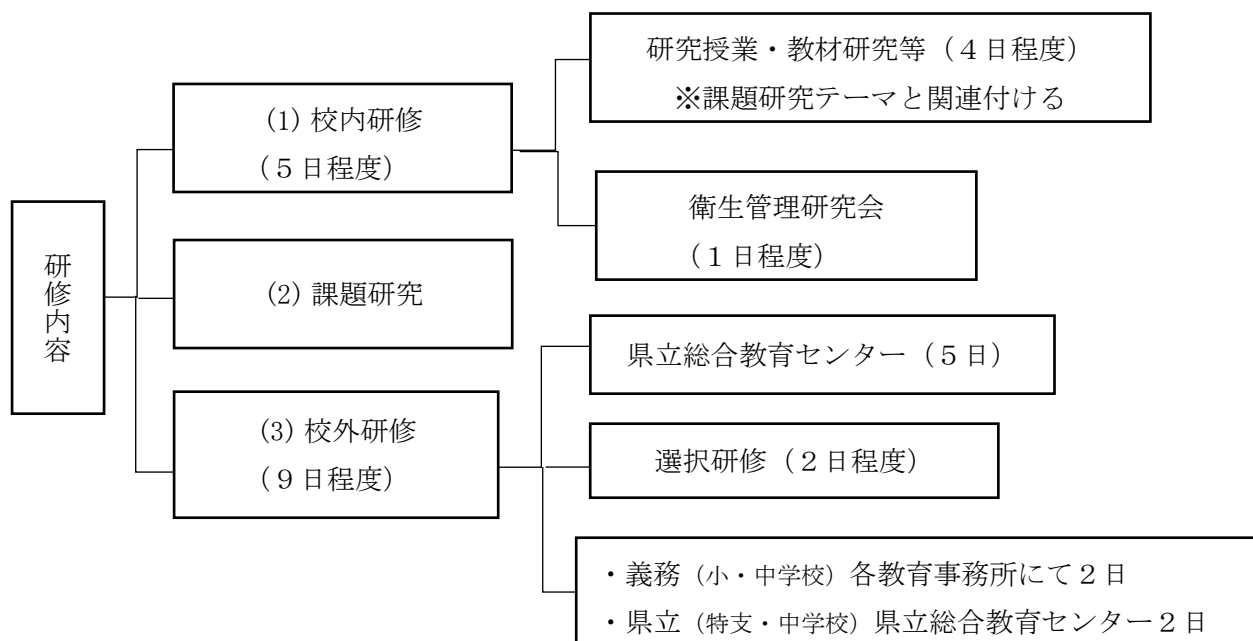 研修内容
(1) 校内研修
（５日程度）
研究授業・教材研究等（４日程度）
※課題研究テーマと関連付ける
衛生管理研究会
（１日程度）
(2) 課題研究
(3) 校外研修
（９日程度）
県立総合教育センター（５日）
選択研修（２日程度）
・義務（小・中学校）各教育事務所にて２日
・県立（特支・中学校）県立総合教育センター２日